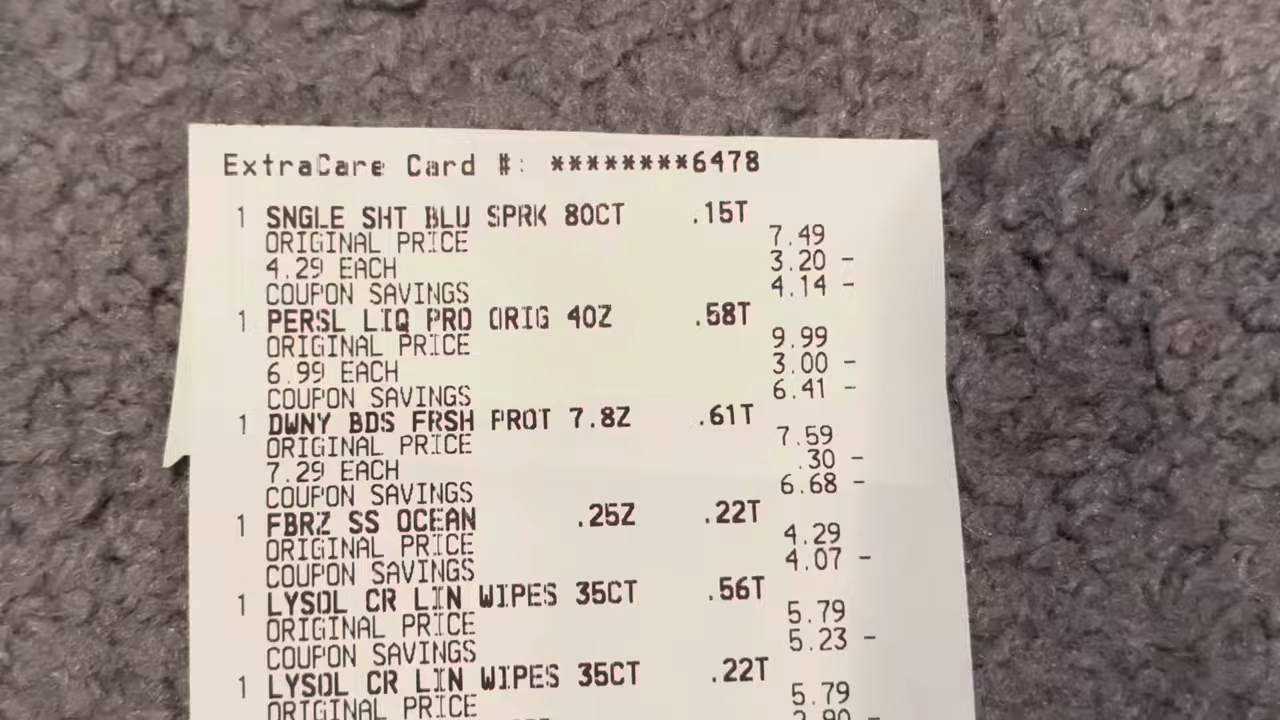 ExtraCare Card #: ********6478
1 SNGLE SHT BLU SPRK 80CT .15T
ORIGINAL PRICE 7.49
4.29 EACH 3.20 -
COUPON SAVINGS 4.14 -
1 PERSL LIQ PRO ORIG 40Z .58T
ORIGINAL PRICE 9.99
6.99 EACH 3.00 -
COUPON SAVINGS 6.41 -
1 DWNY BDS FRSH PROT 7.8Z .61T
ORIGINAL PRICE 7.59
7.29 EACH .30 -
COUPON SAVINGS 6.68 -
1 FBRZ SS OCEAN .25Z .22T
ORIGINAL PRICE 4.29
COUPON SAVINGS 4.07 -
1 LYSOL CR LIN WIPES 35CT .56T
ORIGINAL PRICE 5.79
COUPON SAVINGS 5.23 -
1 LYSOL CR LIN WIPES 35CT .22T
ORIGINAL PRICE 5.79